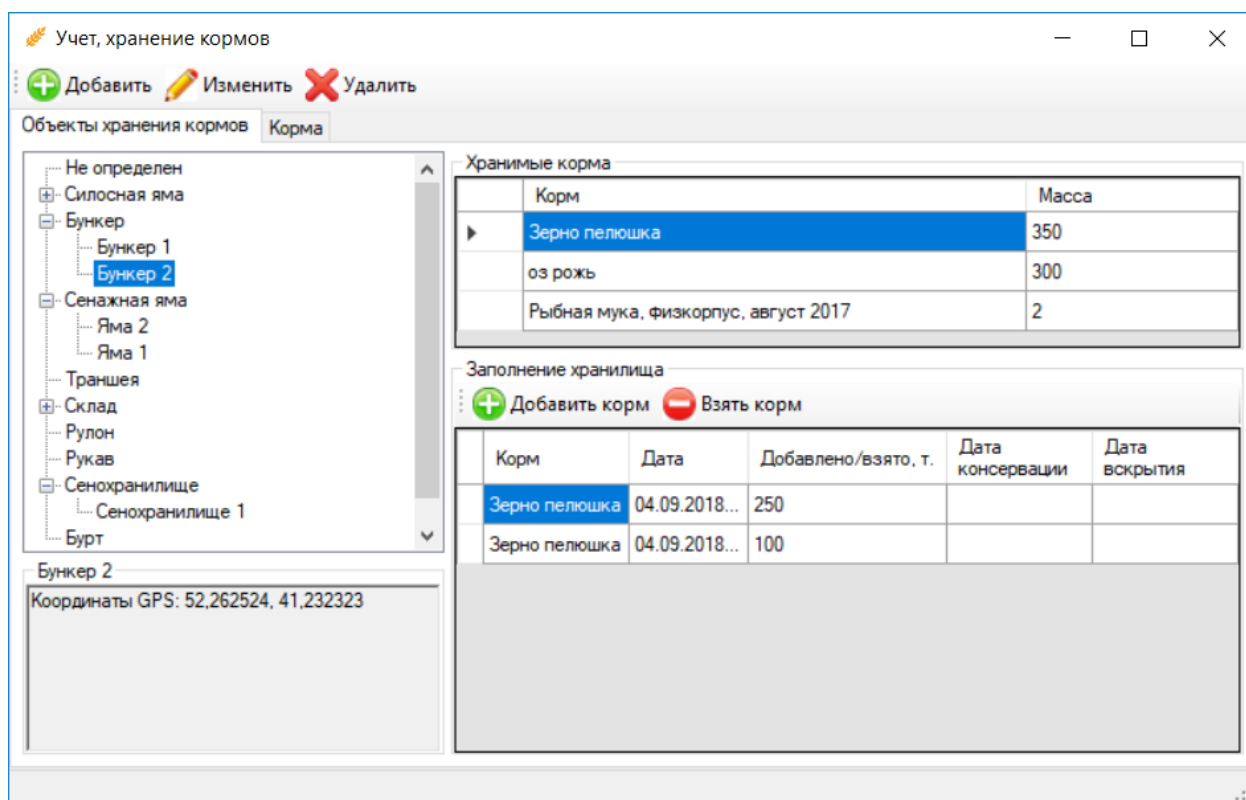 Учет, хранение кормов
Добавить Изменить Удалить
Объекты хранения кормов Корма
Не определен
Силосная яма
Бункер
Бункер 1
Бункер 2
Сенажная яма
Яма 2
Яма 1
Траншея
Склад
Рулон
Рукав
Сенохранилище
Сенохранилище 1
Бурт
Бункер 2
Координаты GPS: 52,262524, 41,232323
Хранимые корма
Корм Масса
Зерно пелюшка 350
оз рожь 300
Рыбная мука, физкорпус, август 2017 2
Заполнение хранилища
Добавить корм Взять корм
Корм Дата Добавлено/взято, т. Дата консервации Дата вскрытия
Зерно пелюшка 04.09.2018... 250
Зерно пелюшка 04.09.2018... 100